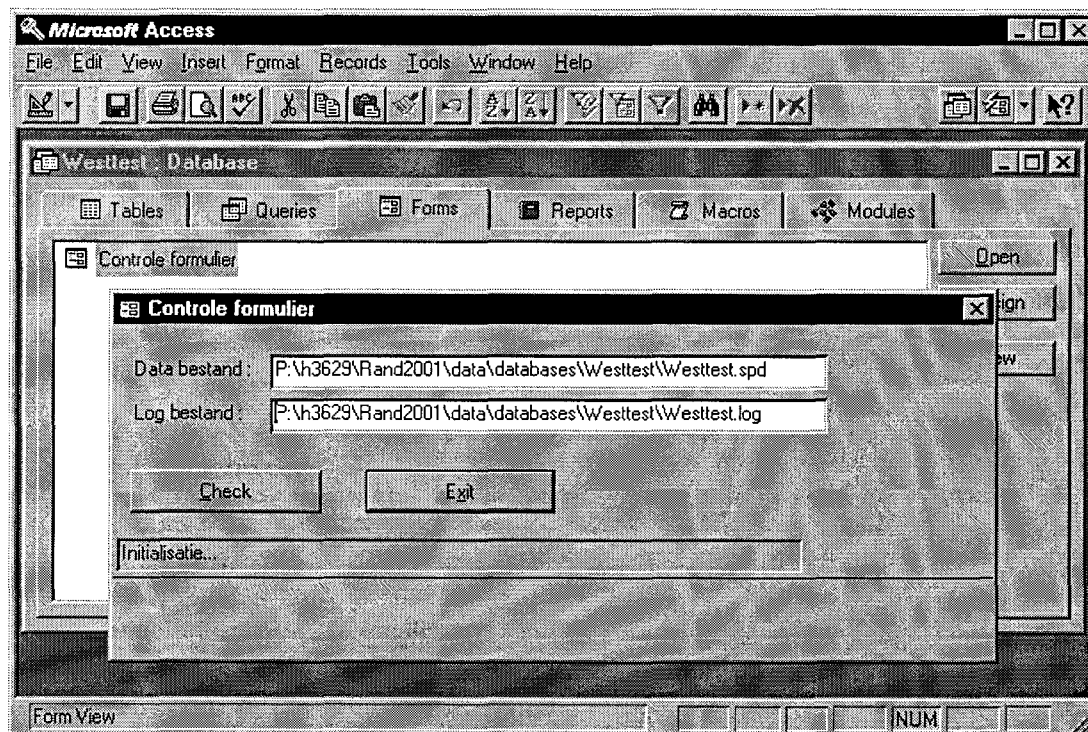 Microsoft Access
File Edit View Insert Format Records Tools Window Help
Westtest : Database
Tables Queries Forms Reports Macros Modules
Controle formulier
Open
Controle formulier
ign
Data bestand : P:\h3629\Rand2001\data\databases\Westtest\Westtest.spd
ew
Log bestand : P:\h3629\Rand2001\data\databases\Westtest\Westtest.log
Check Exit
Initialisatie...
Form View NUM